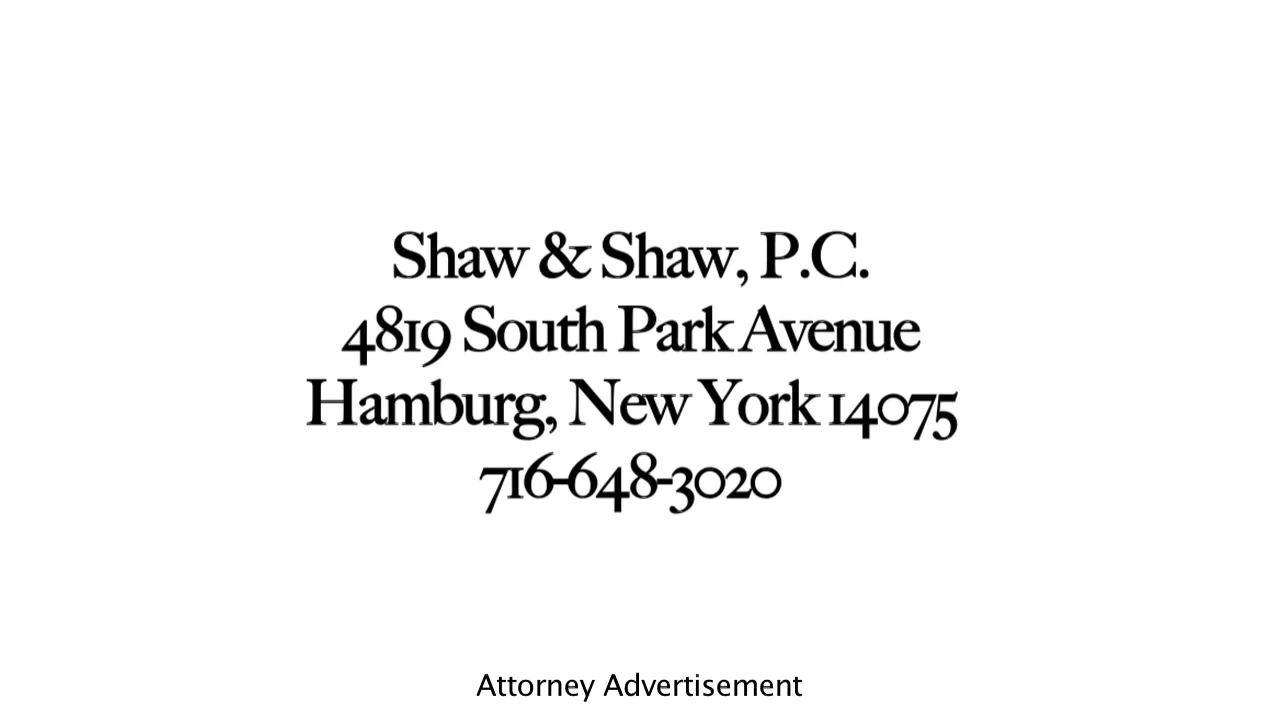 Shaw & Shaw, P.C.
4819 South Park Avenue
Hamburg, New York 14075
716-648-3020
Attorney Advertisement